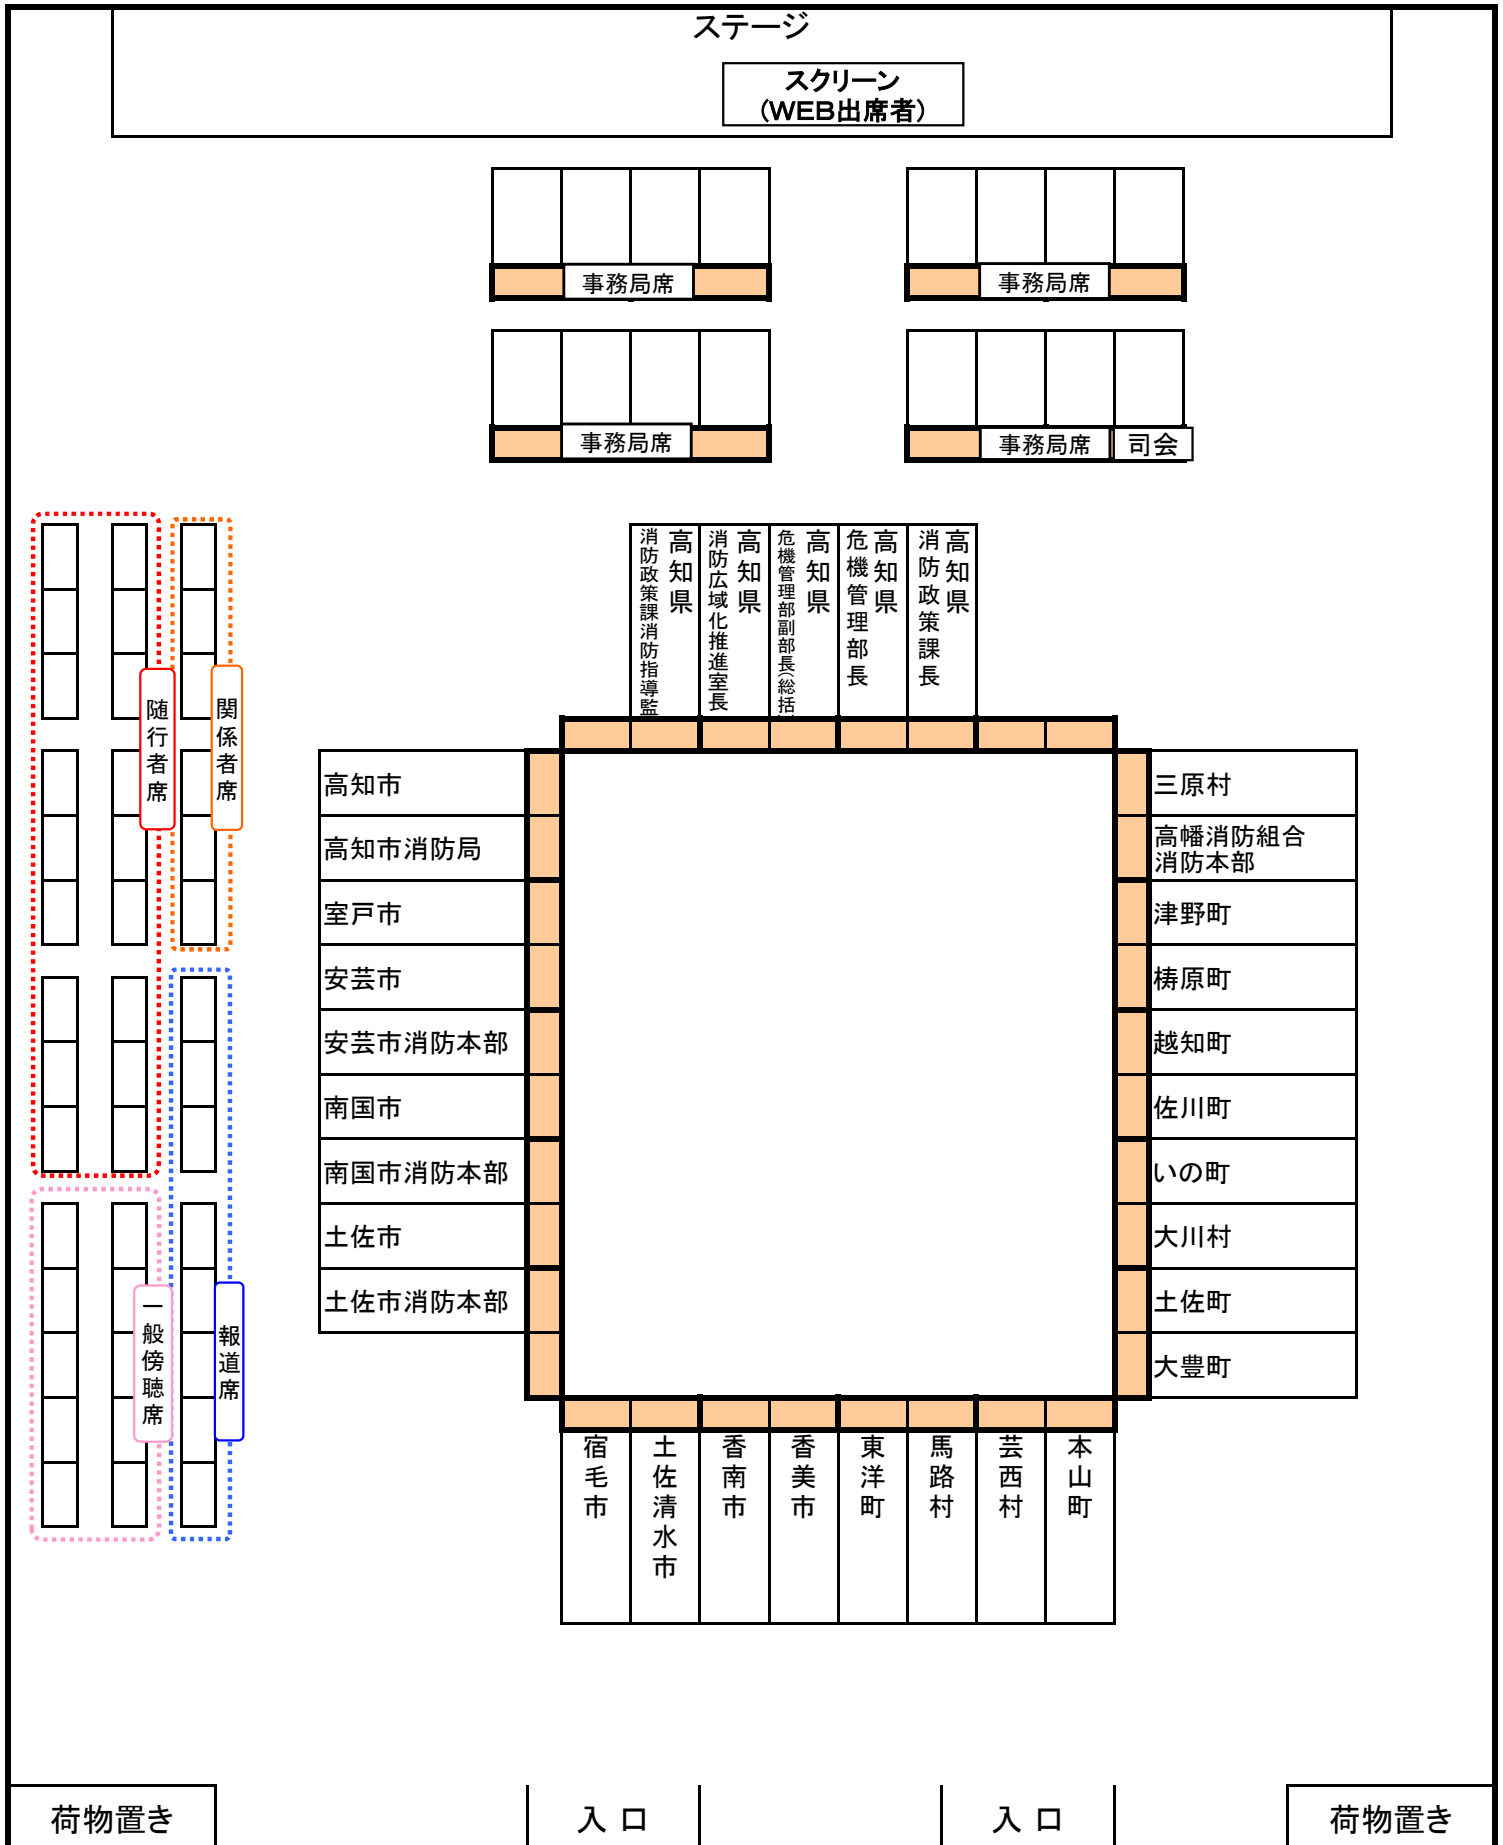 ステージ
スクリーン
（WEB出席者）
事務局席
事務局席
事務局席
事務局席
司会
高知県
消防政策課長
高知県
危機管理部長
高知県
危機管理部副部長(総括
高知県
消防広域化推進室長
高知県
消防政策課消防指導監
随行者席
関係者席
一般傍聴席
報道席
高知市
高知市消防局
室戸市
安芸市
安芸市消防本部
南国市
南国市消防本部
土佐市
土佐市消防本部
三原村
高幡消防組合
消防本部
津野町
梼原町
越知町
佐川町
いの町
大川村
土佐町
大豊町
宿毛市
土佐清水市
香南市
香美市
東洋町
馬路村
芸西村
本山町
荷物置き
入 口
入 口
荷物置き